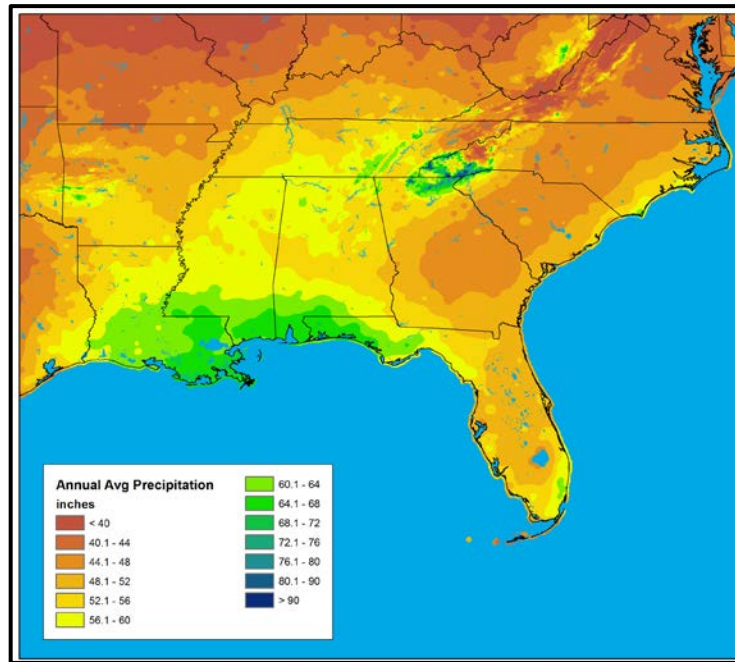 Annual Avg Precipitation
inches
< 40
40.1 - 44
44.1 - 48
48.1 - 52
52.1 - 56
56.1 - 60
60.1 - 64
64.1 - 68
68.1 - 72
72.1 - 76
76.1 - 80
80.1 - 90
> 90